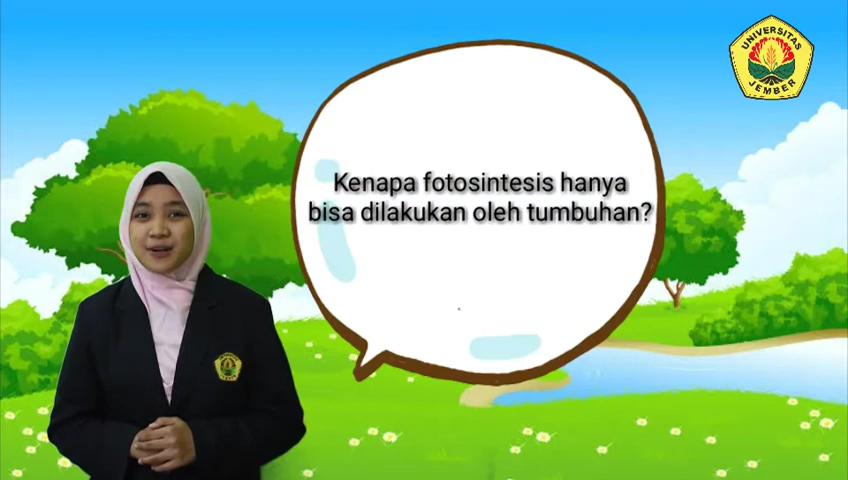 UNIVERSITAS
JEMBER
Kenapa fotosintesis hanya
bisa dilakukan oleh tumbuhan?